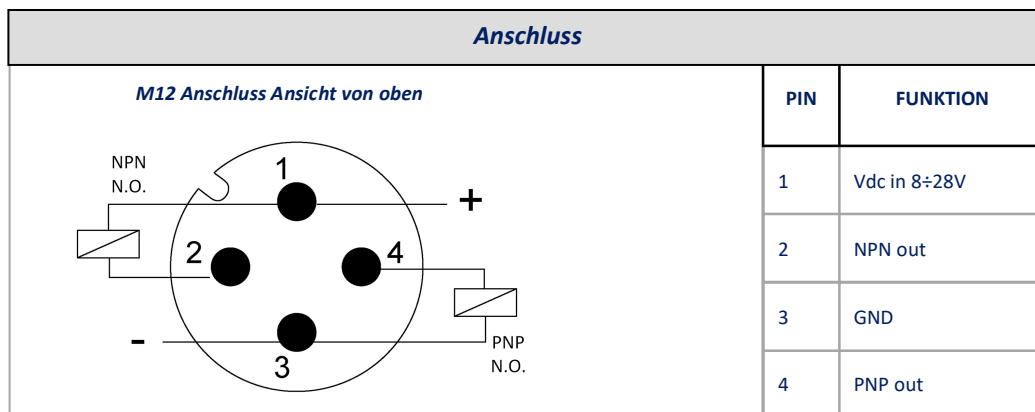 Anschluss
M12 Anschluss Ansicht von oben
NPN
N.O.
1
+
2
4
-
3
PNP
N.O.
PIN FUNKTION
1 Vdc in 8÷28V
2 NPN out
3 GND
4 PNP out